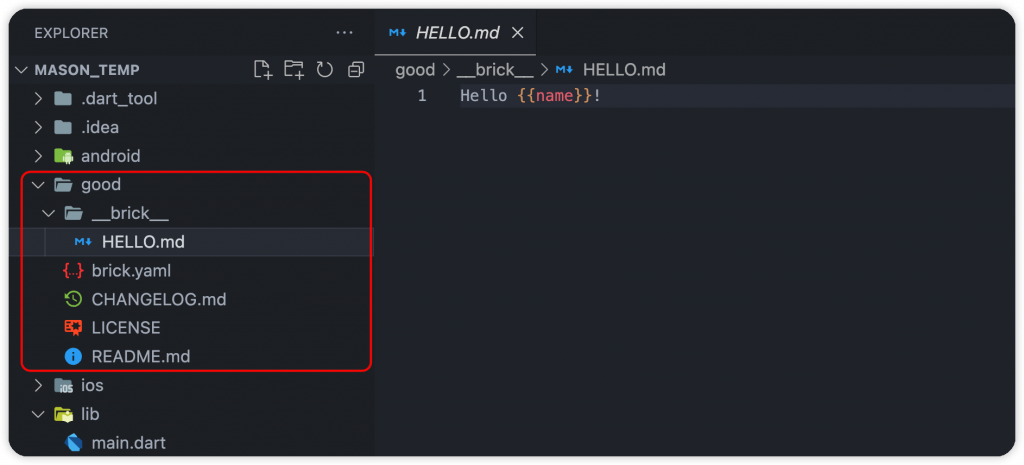 EXPLORER
MASON_TEMP
.dart_tool
.idea
android
good
__brick__
HELLO.md
brick.yaml
CHANGELOG.md
LICENSE
README.md
ios
lib
main.dart
HELLO.md
good > __brick__ > HELLO.md
1 Hello {{name}}!